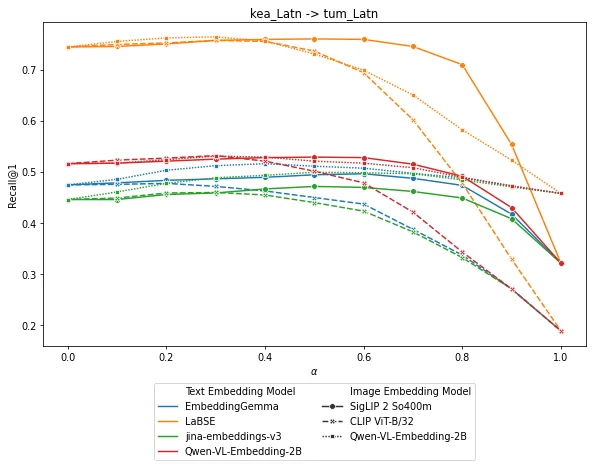 kea_Latn -> tum_Latn
Recall@1
0.7
0.6
0.5
0.4
0.3
0.2
0.0 0.2 0.4 0.6 0.8 1.0
α
Text Embedding Model Image Embedding Model
EmbeddingGemma SigLIP 2 So400m
LaBSE CLIP ViT-B/32
jina-embeddings-v3 Qwen-VL-Embedding-2B
Qwen-VL-Embedding-2B